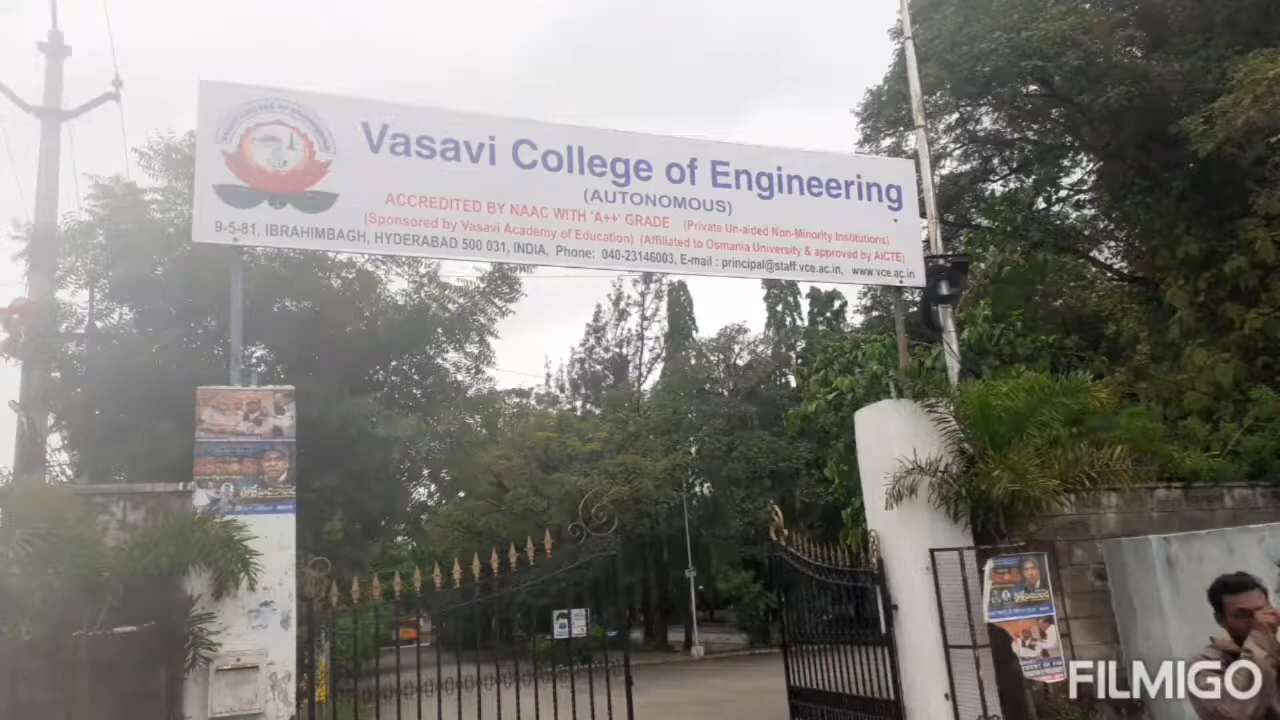 Vasavi College of Engineering
(AUTONOMOUS)
ACCREDITED BY NAAC WITH 'A++' GRADE (Private Un-aided Non-Minority Institutions)
(Sponsored by Vasavi Academy of Education) (Affiliated to Osmania University & approved by AICTE)
9-5-81, IBRAHIMBAGH, HYDERABAD 500 031, INDIA, Phone: 040-23146003, E-mail : principal@staff.vce.ac.in, www.vce.ac.in
FILMIGO